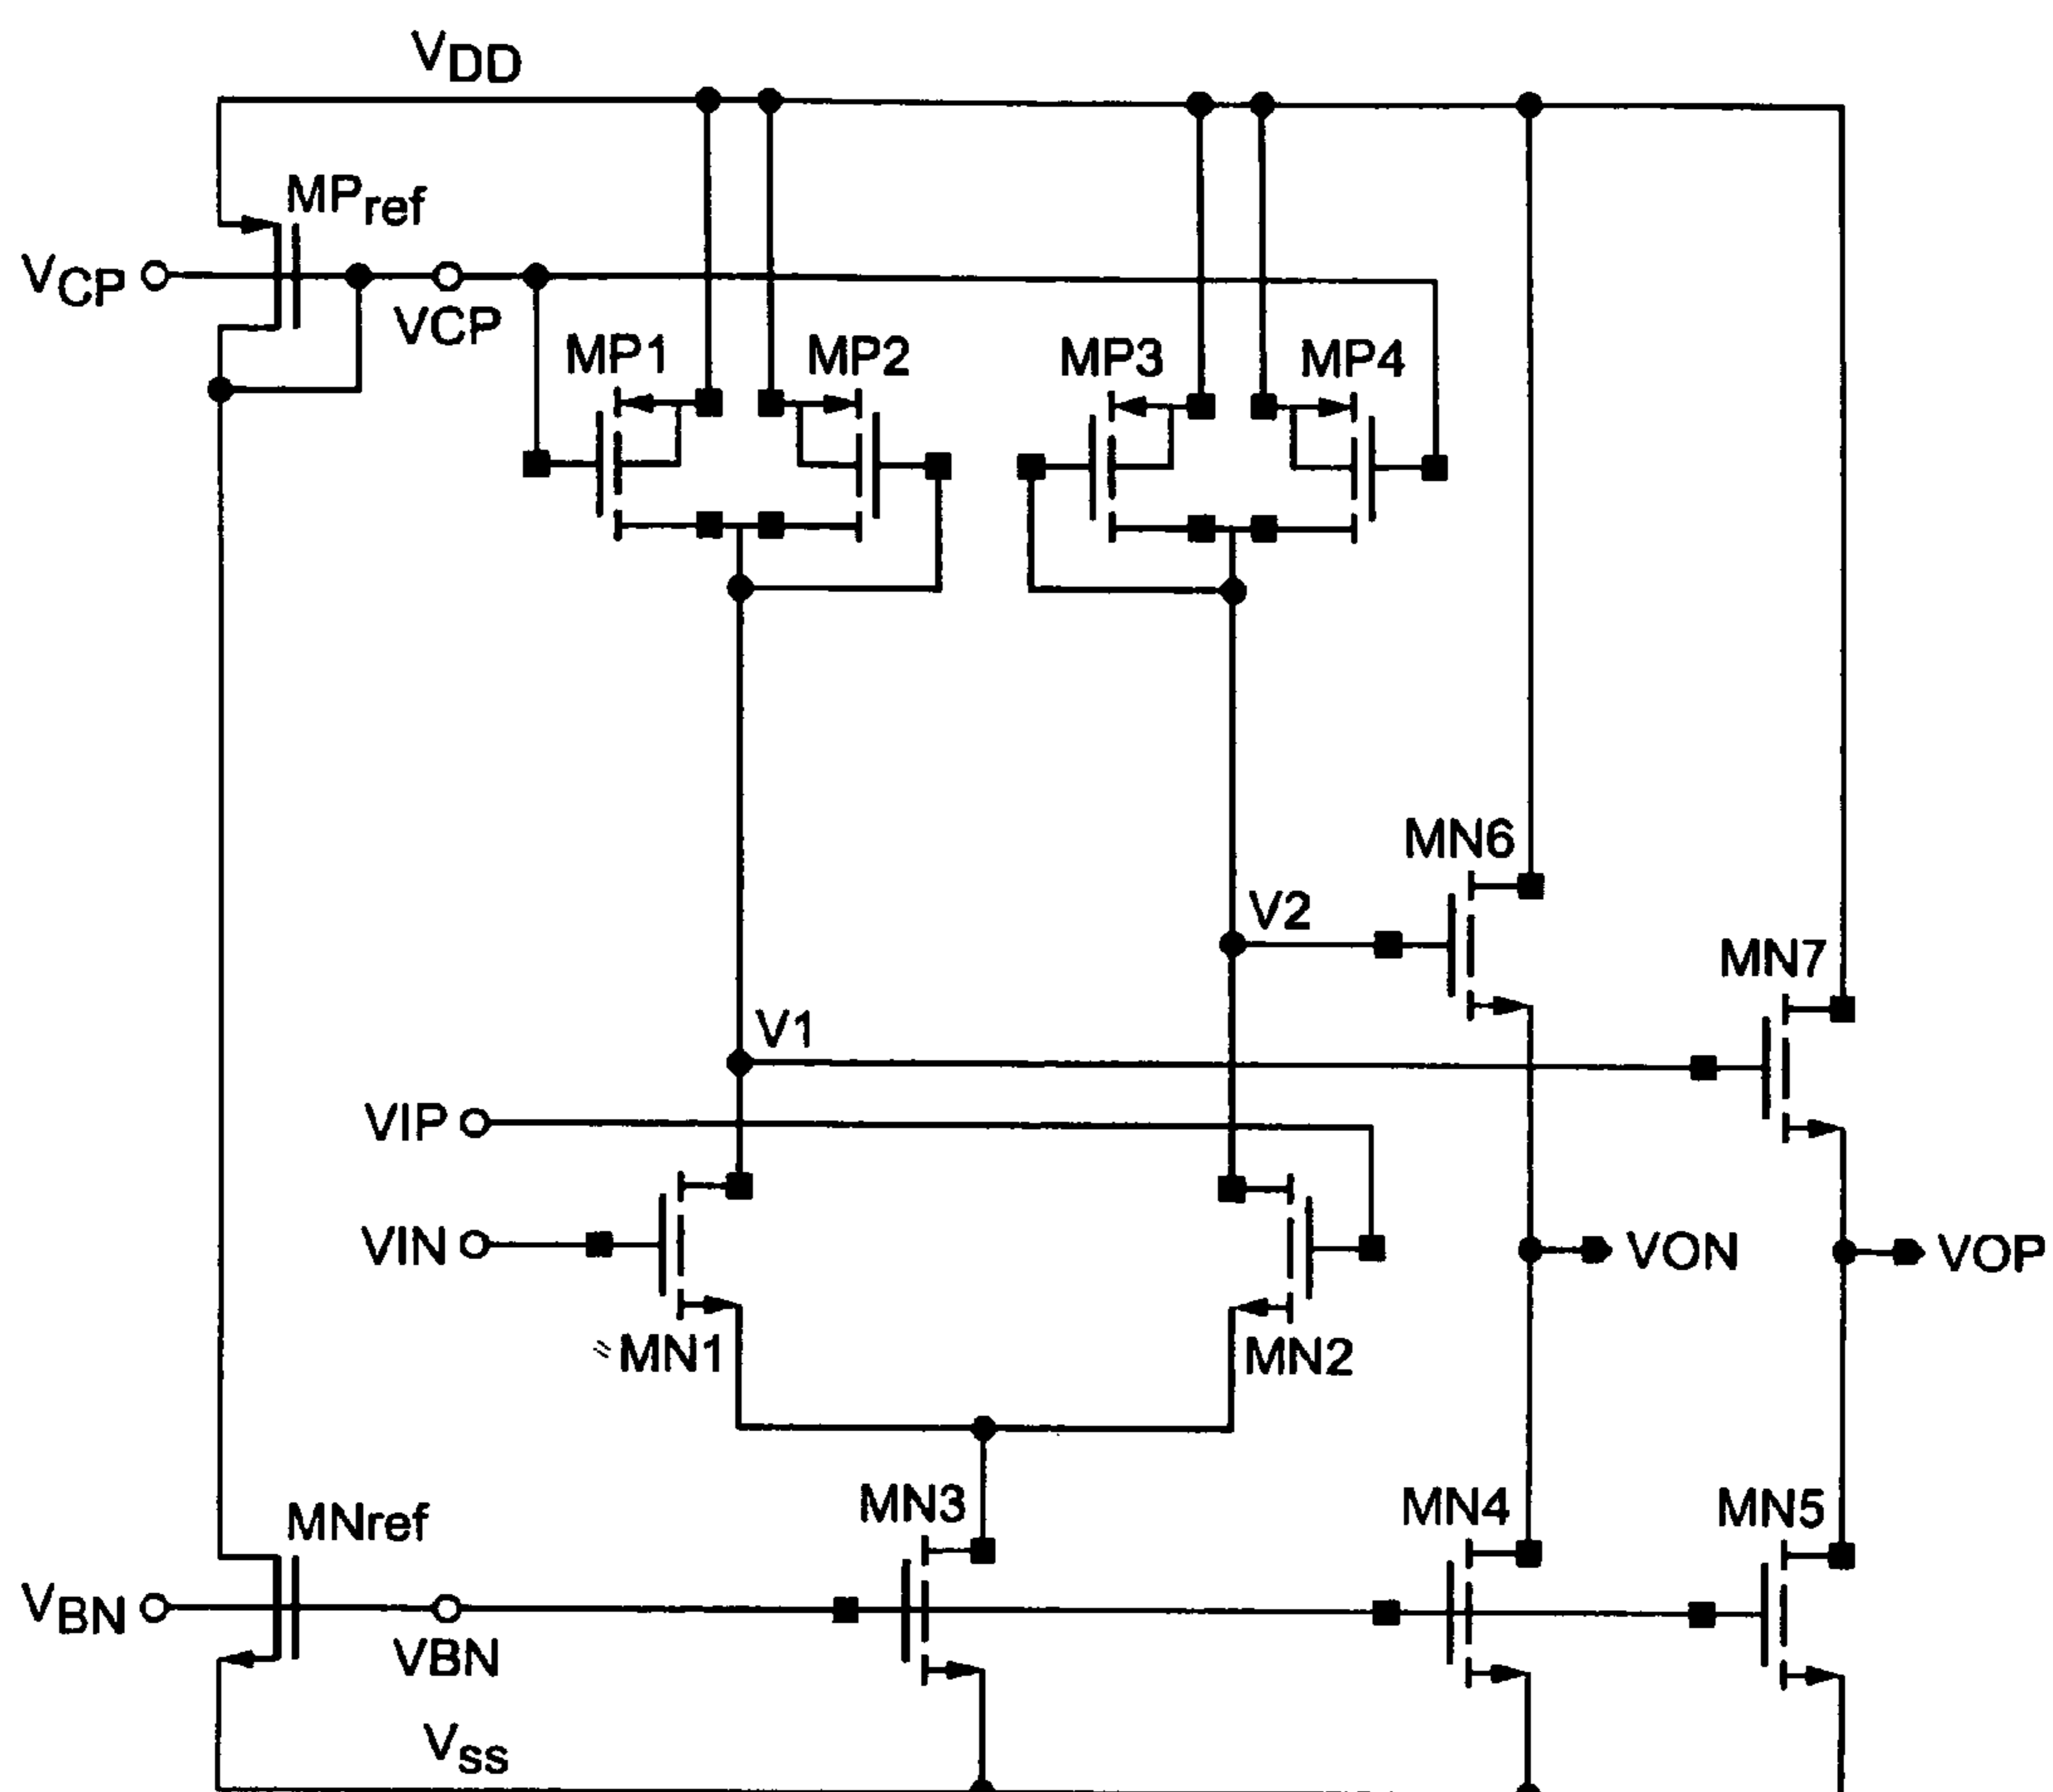 VDD
MPref
VCP
VCP
MP1
MP2
MP3
MP4
MN6
V2
MN7
V1
VIP
VIN
VON
VOP
MN1
MN2
MNref
MN3
MN4
MN5
VBN
VBN
Vss